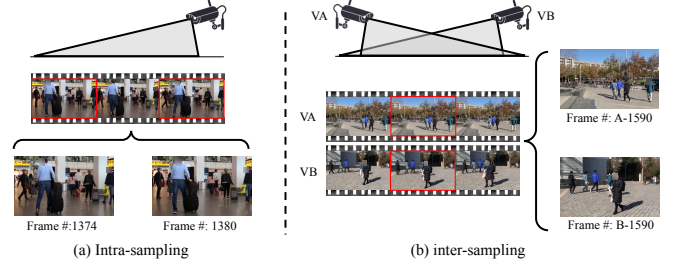 VA
VB
VA
VB
Frame #: A-1590
Frame #: B-1590
Frame #:1374
Frame #: 1380
(a) Intra-sampling
(b) inter-sampling